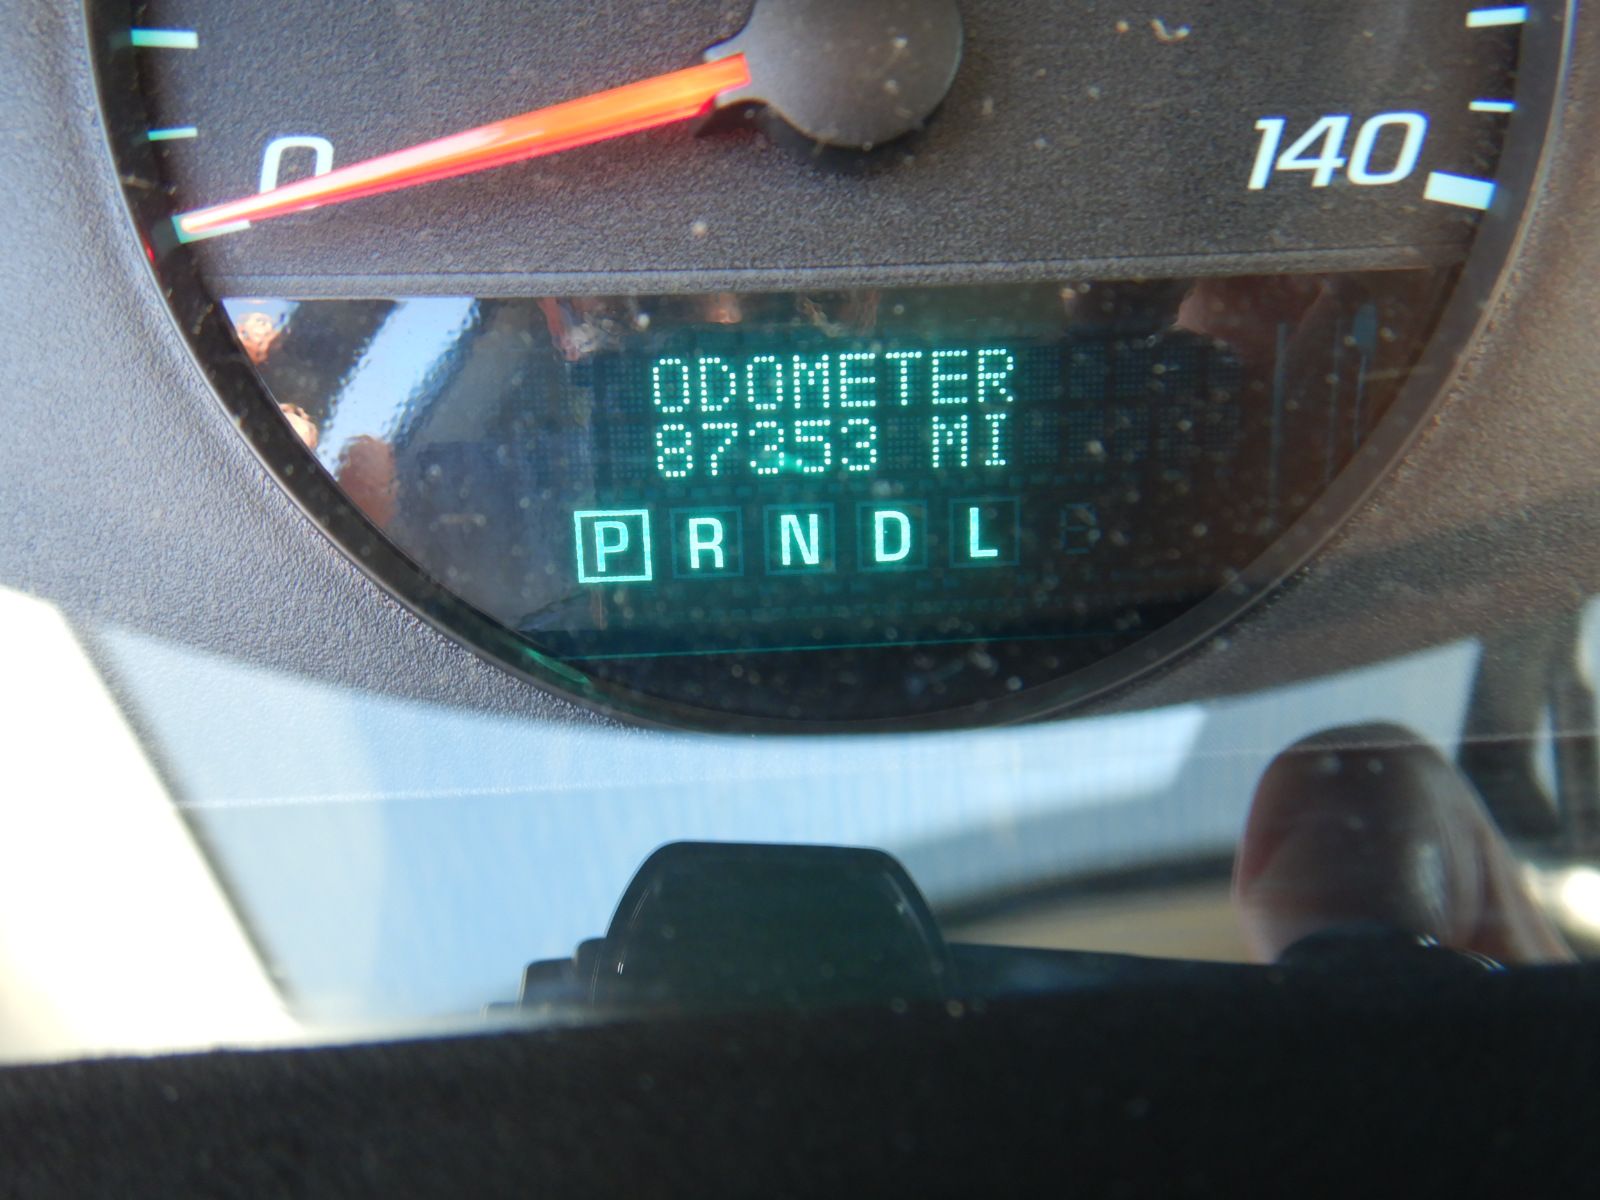 0
140
ODOMETER
87353 MI
P R N D L